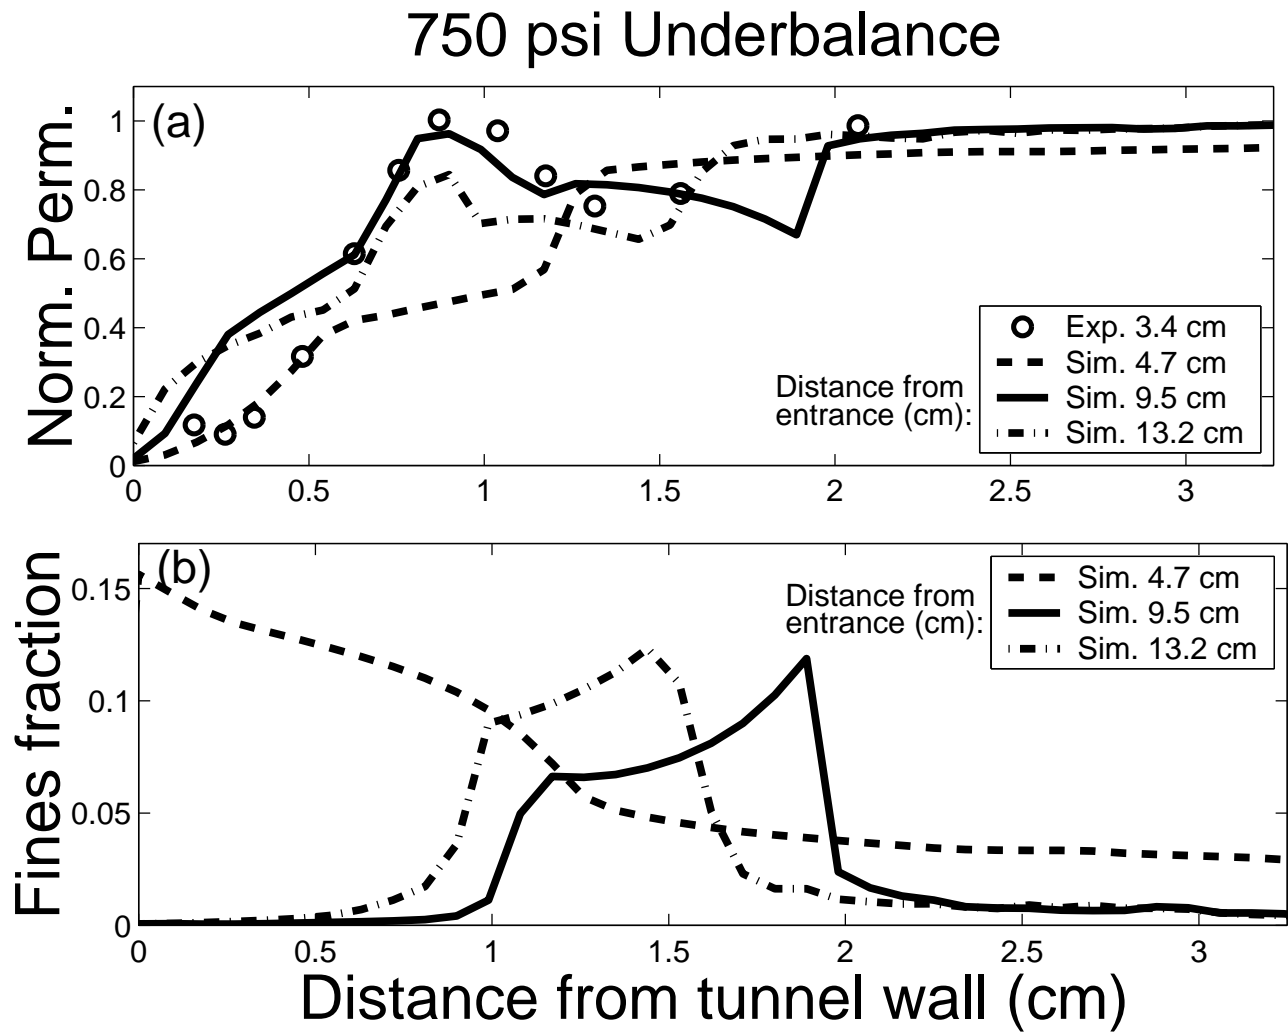 750 psi Underbalance
(a)
Norm. Perm.
1
0.8
0.6
0.4
0.2
0
0
0.5
1
1.5
2
2.5
3
Distance from
entrance (cm):
Exp. 3.4 cm
Sim. 4.7 cm
Sim. 9.5 cm
Sim. 13.2 cm
(b)
Fines fraction
0.15
0.1
0.05
0
0
0.5
1
1.5
2
2.5
3
Distance from
entrance (cm):
Sim. 4.7 cm
Sim. 9.5 cm
Sim. 13.2 cm
Distance from tunnel wall (cm)